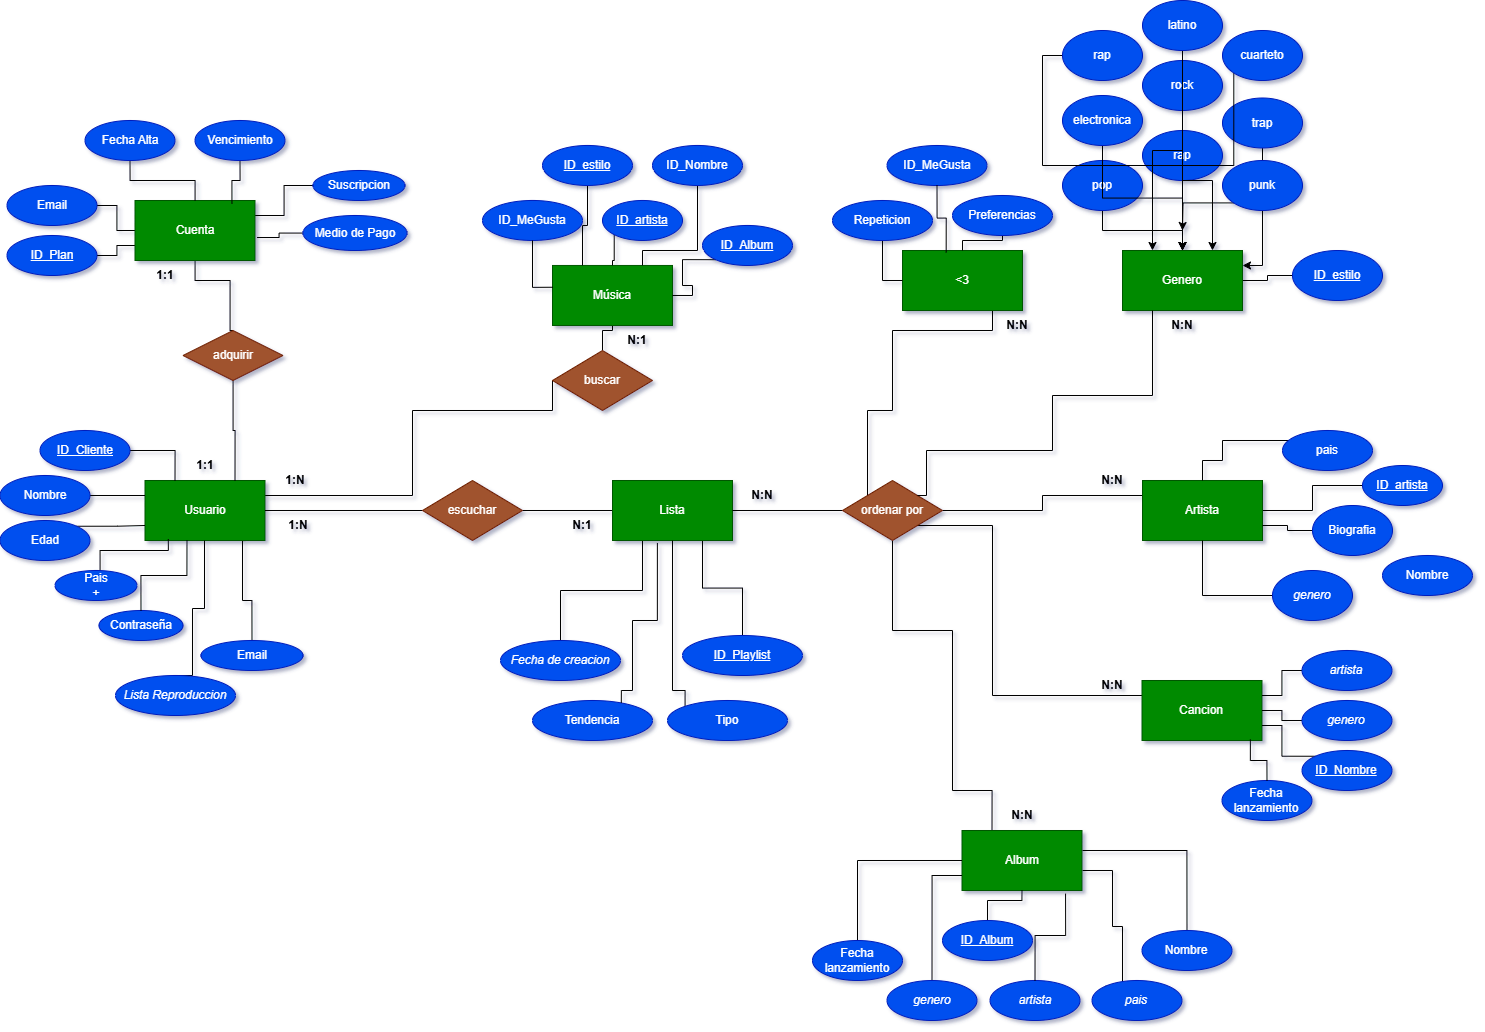 latino
rap
cuarteto
rock
electronica
trap
rap
pop
punk
Fecha Alta
Vencimiento
ID_estilo
ID_Nombre
ID_MeGusta
Email
Suscripcion
ID_MeGusta
ID_artista
Repeticion
Preferencias
Cuenta
Medio de Pago
ID_Plan
ID_Album
1:1
Música
<3
Genero
ID_estilo
N:N
N:N
N:1
adquirir
buscar
ID_Cliente
pais
1:1
1:N
N:N
N:N
ID_artista
Nombre
Usuario
escuchar
Lista
ordenar por
Artista
1:N
N:1
Biografia
Edad
Pais
+
Nombre
genero
Contraseña
Email
Fecha de creacion
ID_Playlist
artista
Lista Reproduccion
N:N
Tendencia
Tipo
Cancion
genero
ID_Nombre
Fecha
lanzamiento
N:N
Album
Fecha
lanzamiento
ID_Album
Nombre
genero
artista
pais